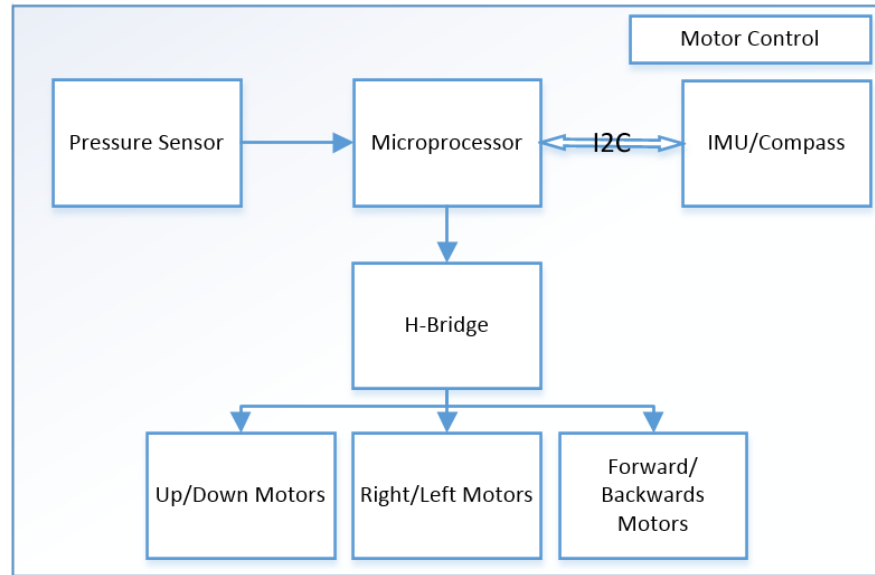 Motor Control
Pressure Sensor
Microprocessor
I2C
IMU/Compass
H-Bridge
Up/Down Motors
Right/Left Motors
Forward/
Backwards
Motors